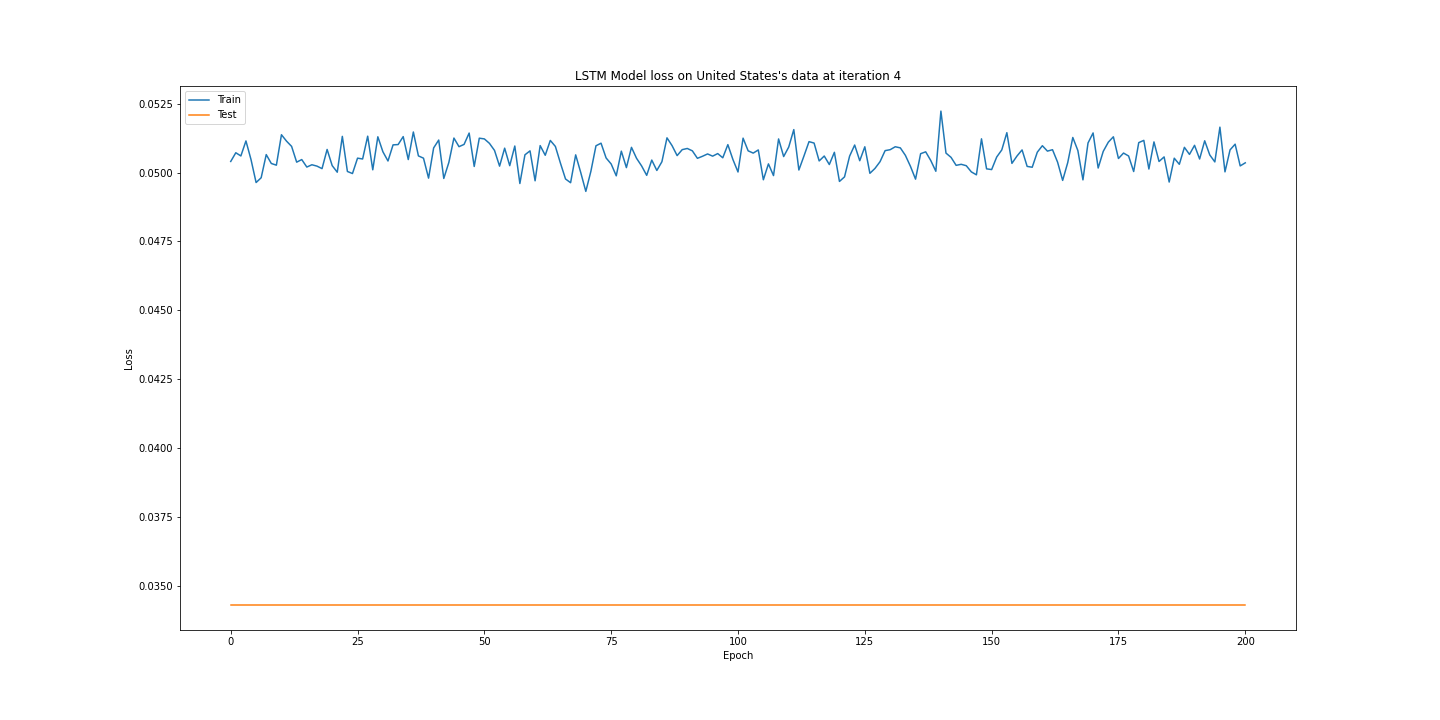 LSTM Model loss on United States's data at iteration 4
Train
Test
0.0525
0.0500
0.0475
0.0450
0.0425
0.0400
0.0375
0.0350
Loss
0 25 50 75 100 125 150 175 200
Epoch